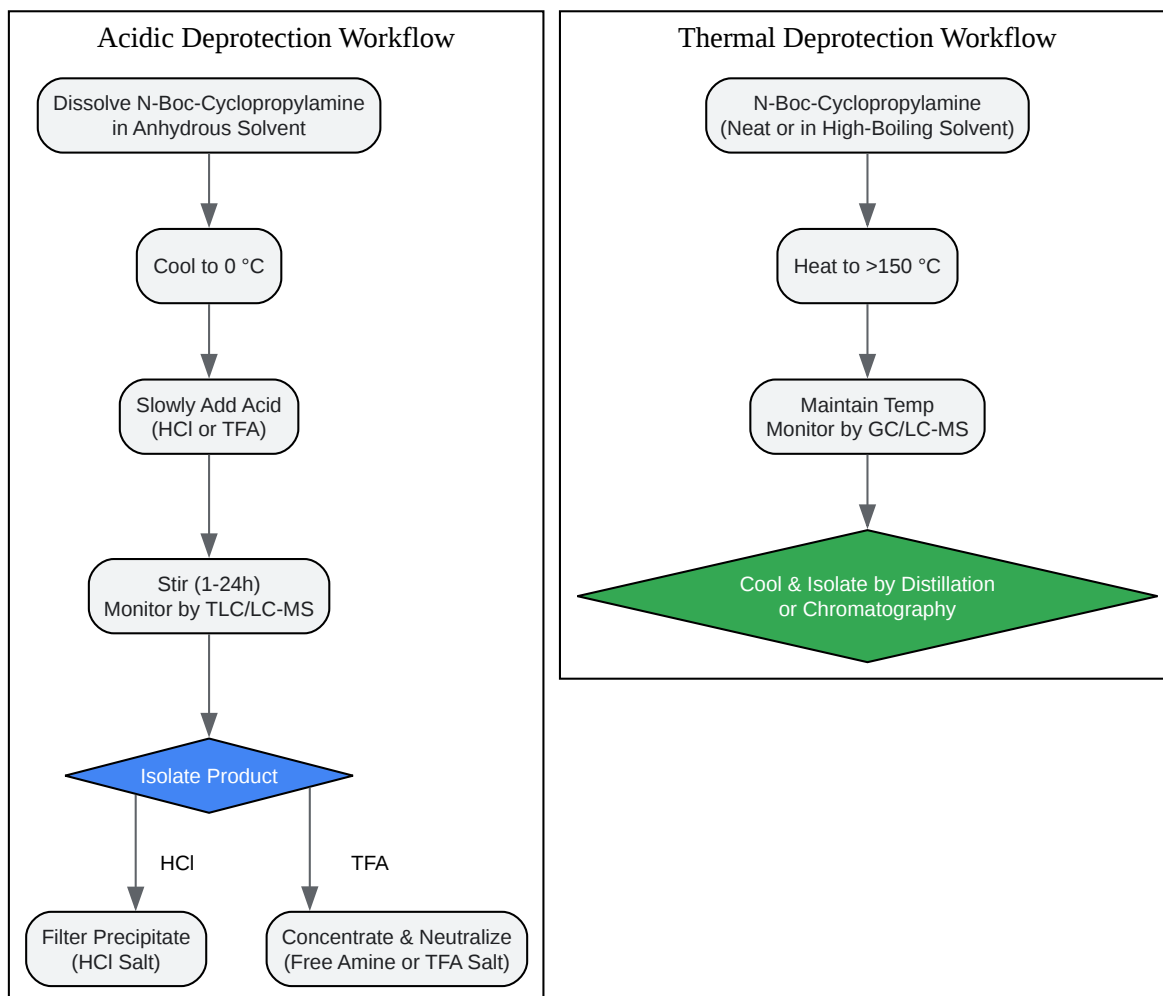 Acidic Deprotection Workflow
Dissolve N-Boc-Cyclopropylamine
in Anhydrous Solvent
Cool to 0 °C
Slowly Add Acid
(HCl or TFA)
Stir (1-24h)
Monitor by TLC/LC-MS
Isolate Product
HCl
TFA
Filter Precipitate
(HCl Salt)
Concentrate & Neutralize
(Free Amine or TFA Salt)
Thermal Deprotection Workflow
N-Boc-Cyclopropylamine
(Neat or in High-Boiling Solvent)
Heat to >150 °C
Maintain Temp
Monitor by GC/LC-MS
Cool & Isolate by Distillation
or Chromatography